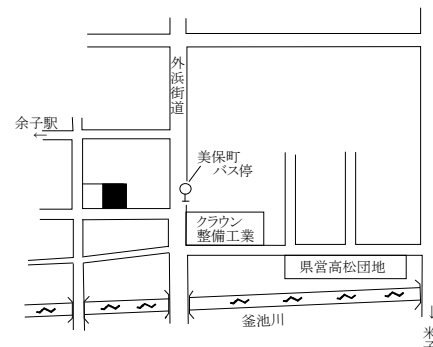 外浜街道
余子駅
←
美保町
バス停
クラウン
整備工業
県営高松団地
釜池川
↓
米子